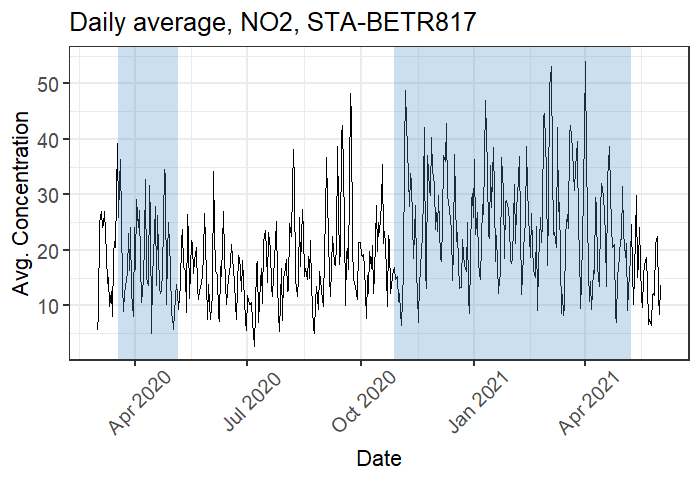 Daily average, NO2, STA-BETR817
Avg. Concentration
50
40
30
20
10
Apr 2020
Jul 2020
Oct 2020
Jan 2021
Apr 2021
Date